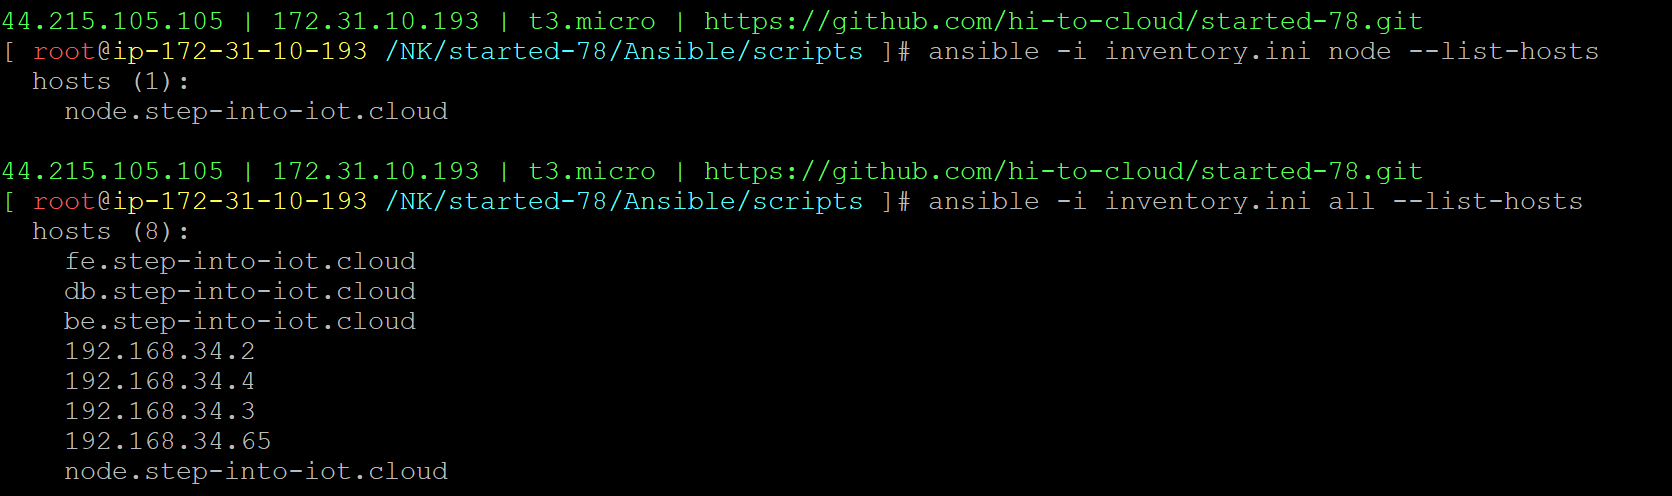 44.215.105.105 | 172.31.10.193 | t3.micro | https://github.com/hi-to-cloud/started-78.git
[ root@ip-172-31-10-193 /NK/started-78/Ansible/scripts ]# ansible -i inventory.ini node --list-hosts
  hosts (1):
    node.step-into-iot.cloud

44.215.105.105 | 172.31.10.193 | t3.micro | https://github.com/hi-to-cloud/started-78.git
[ root@ip-172-31-10-193 /NK/started-78/Ansible/scripts ]# ansible -i inventory.ini all --list-hosts
  hosts (8):
    fe.step-into-iot.cloud
    db.step-into-iot.cloud
    be.step-into-iot.cloud
    192.168.34.2
    192.168.34.4
    192.168.34.3
    192.168.34.65
    node.step-into-iot.cloud